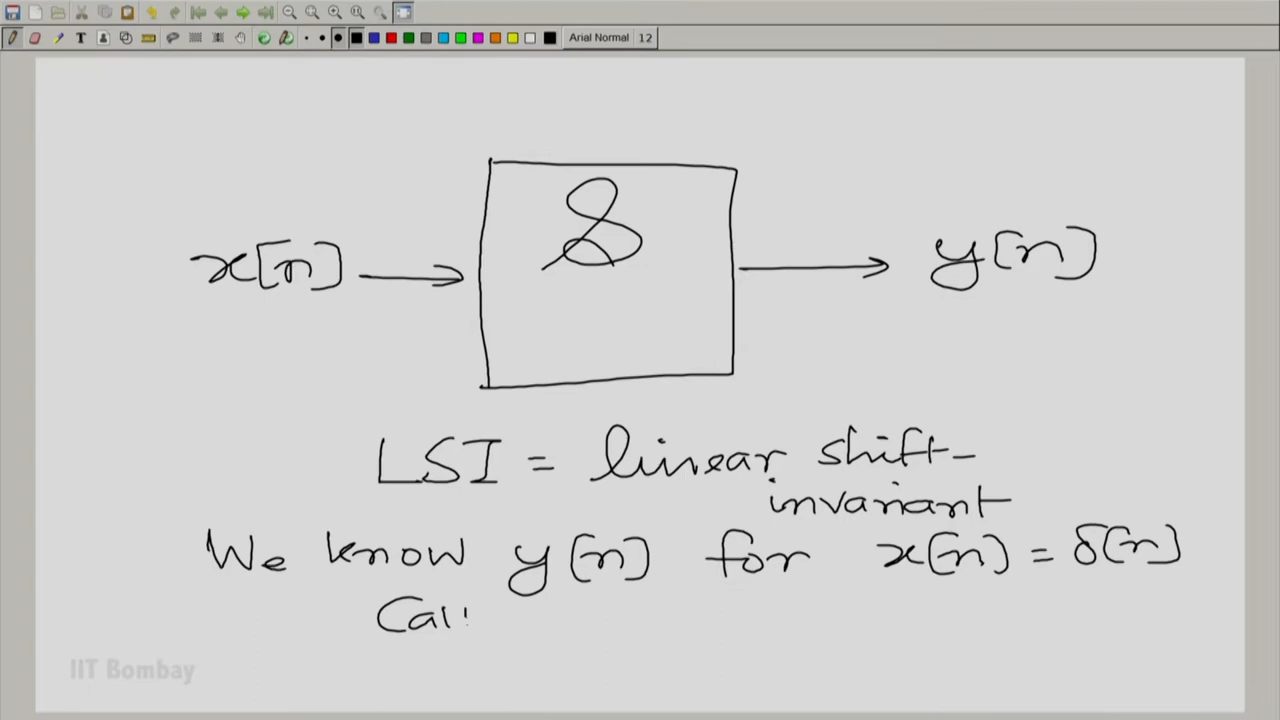 Arial Normal 12
S
x[n] y[n]
LSI = linear shift-
invariant
We know y[n] for x[n] = δ[n]
Cal
IIT Bombay